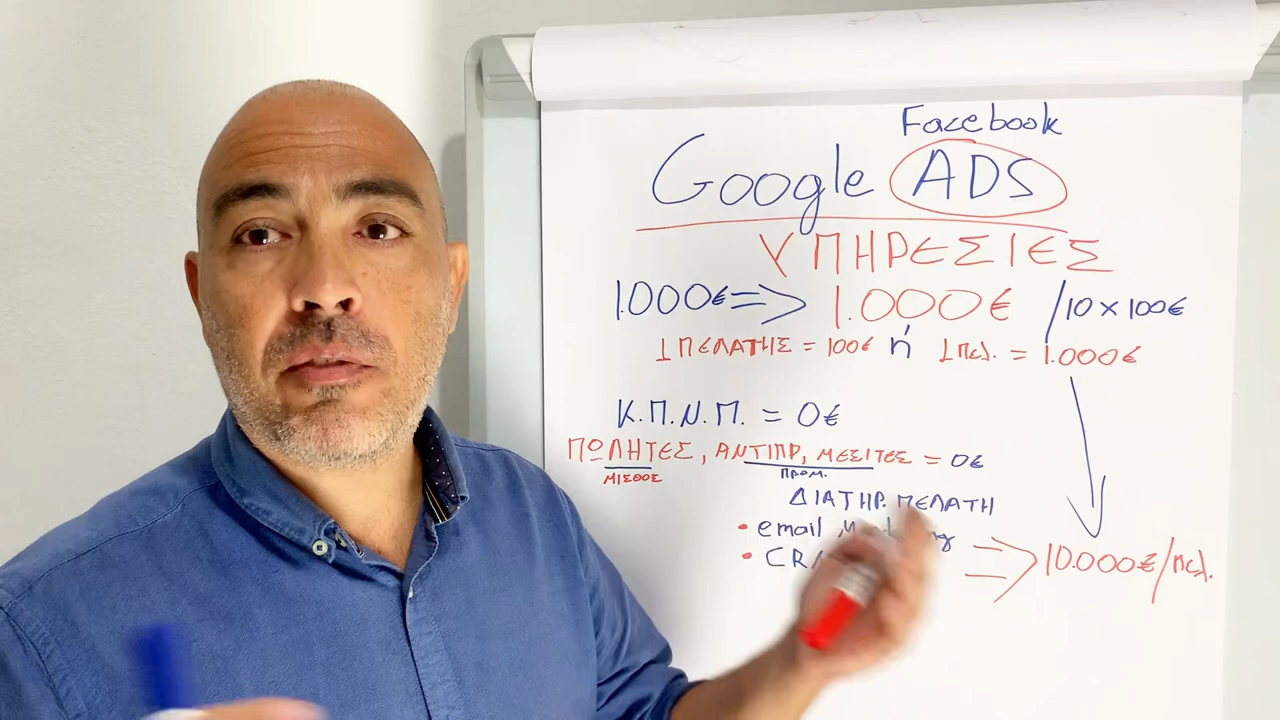 Facebook
Google ADS
ΥΠΗΡΕΣΙΕΣ
1.000€ => 1.000€ /10 x 100€
1 ΠΕΛΑΤΗΣ = 100€ ή 1 πελ. = 1.000€
Κ.Π.Ν.Π. = 0€
ΠΩΛΗΤΕΣ, ΑΝΤΙΠΡ, ΜΕΣΙΤΕΣ = 0€
ΜΙΣΘΟΣ ΠΡΟΜ.
ΔΙΑΤΗΡ. ΠΕΛΑΤΗ
• email
• CR => 10.000€/πελ.